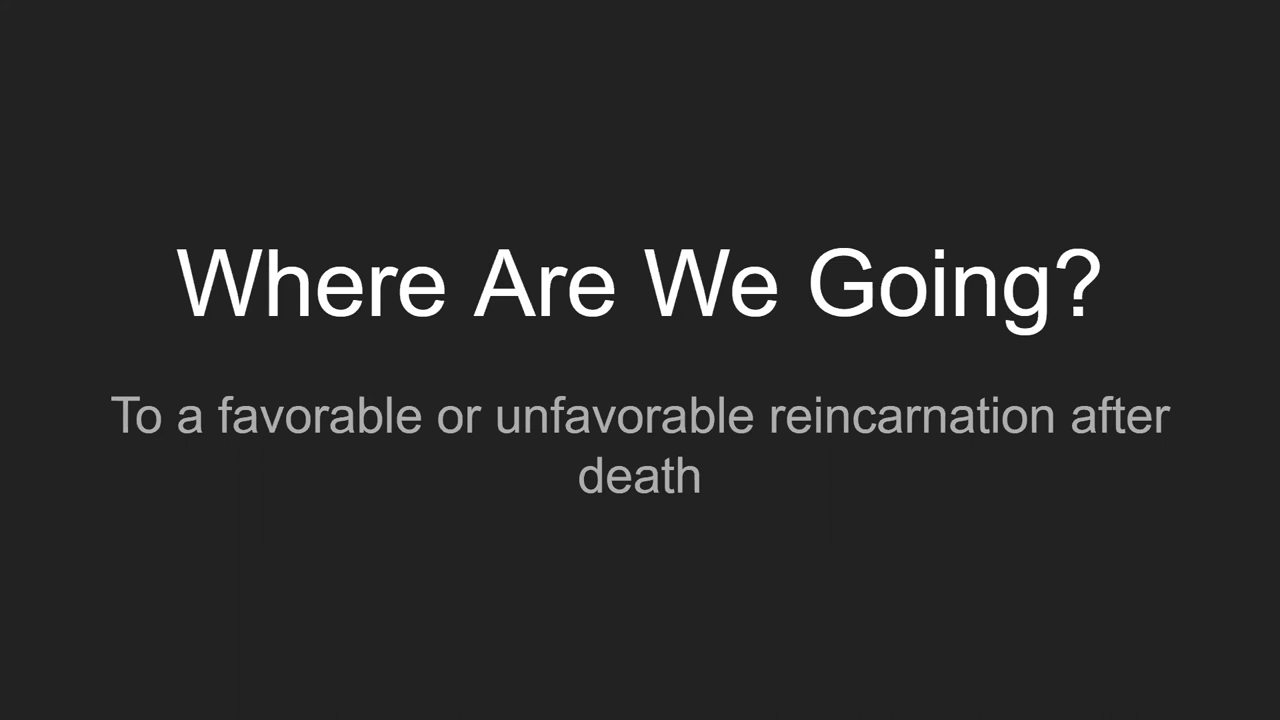 Where Are We Going?
To a favorable or unfavorable reincarnation after
death